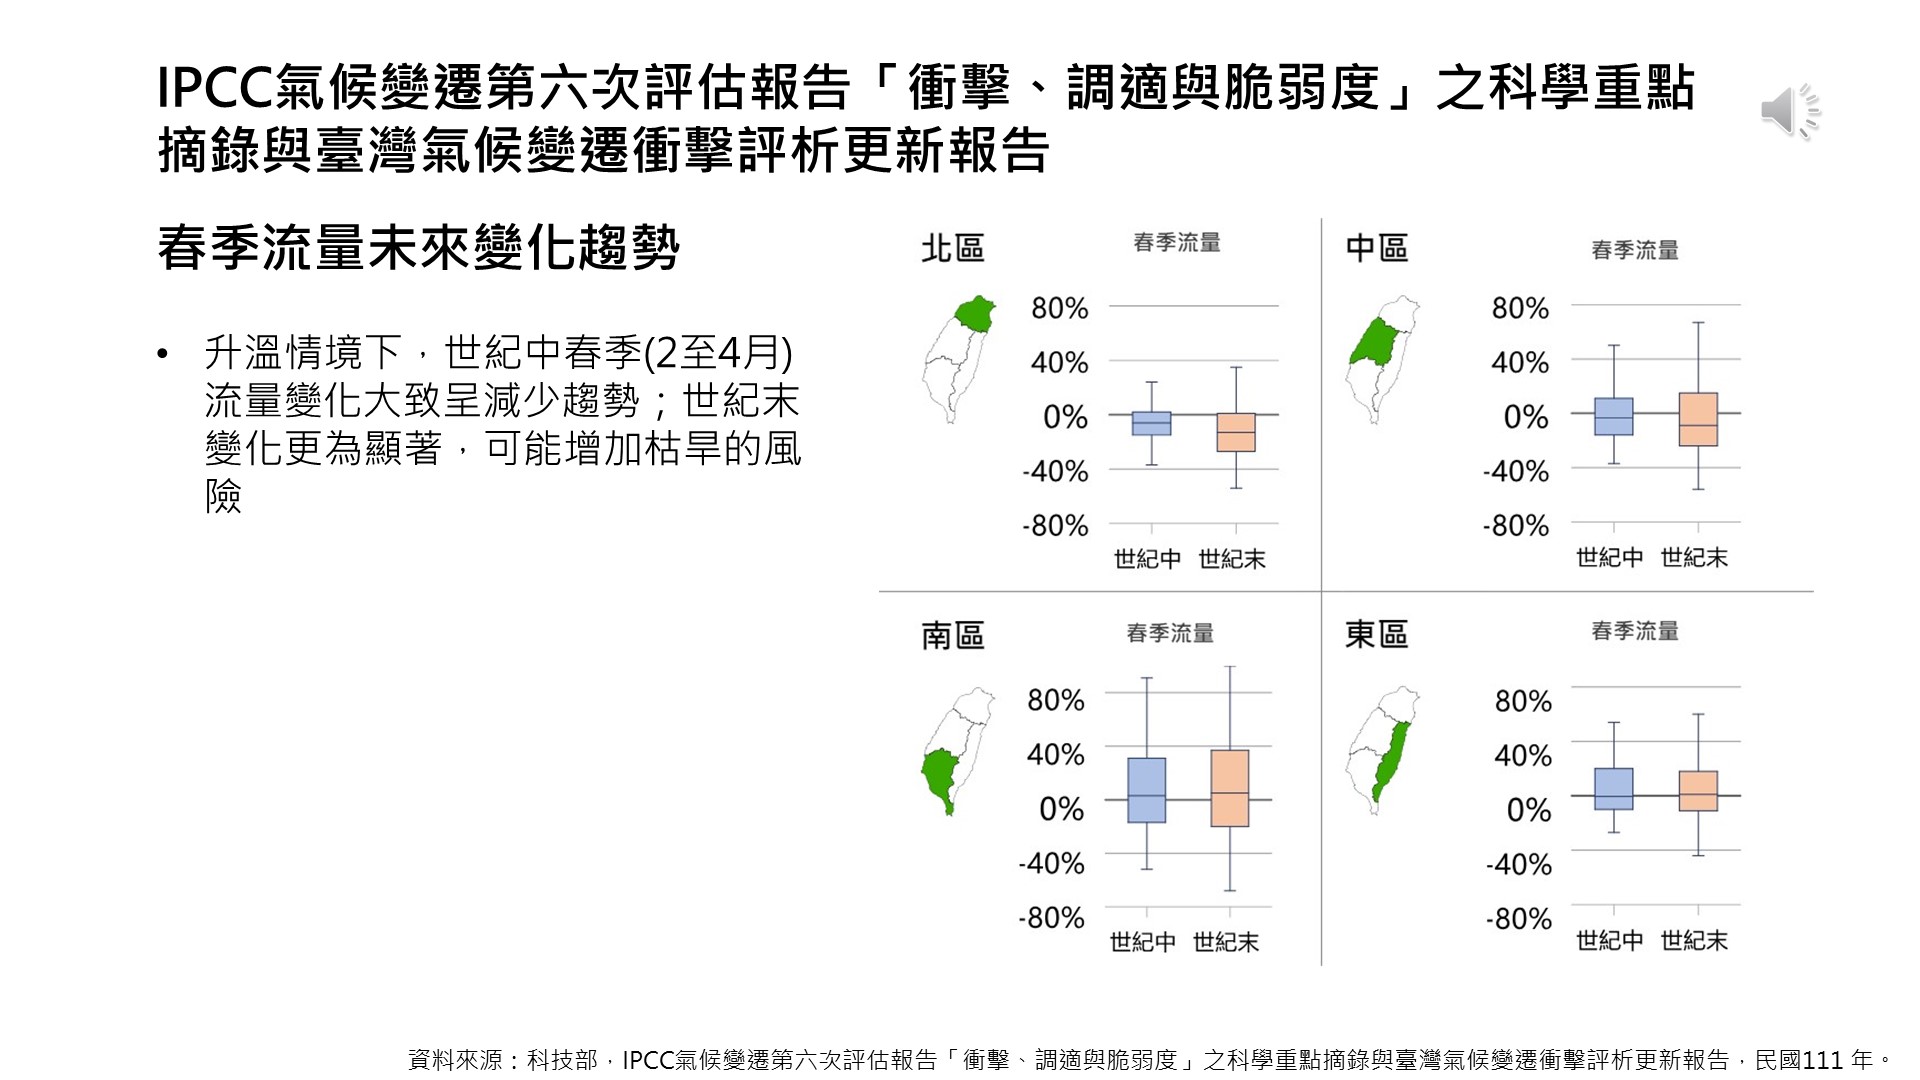 IPCC氣候變遷第六次評估報告「衝擊、調適與脆弱度」之科學重點
摘錄與臺灣氣候變遷衝擊評析更新報告
春季流量未來變化趨勢
• 升溫情境下，世紀中春季(2至4月)
流量變化大致呈減少趨勢；世紀末
變化更為顯著，可能增加枯旱的風
險
北區
春季流量
80%
40%
0%
-40%
-80%
世紀中 世紀末
中區
春季流量
80%
40%
0%
-40%
-80%
世紀中 世紀末
南區
春季流量
80%
40%
0%
-40%
-80%
世紀中 世紀末
東區
春季流量
80%
40%
0%
-40%
-80%
世紀中 世紀末
資料來源：科技部，IPCC氣候變遷第六次評估報告「衝擊、調適與脆弱度」之科學重點摘錄與臺灣氣候變遷衝擊評析更新報告，民國111 年。